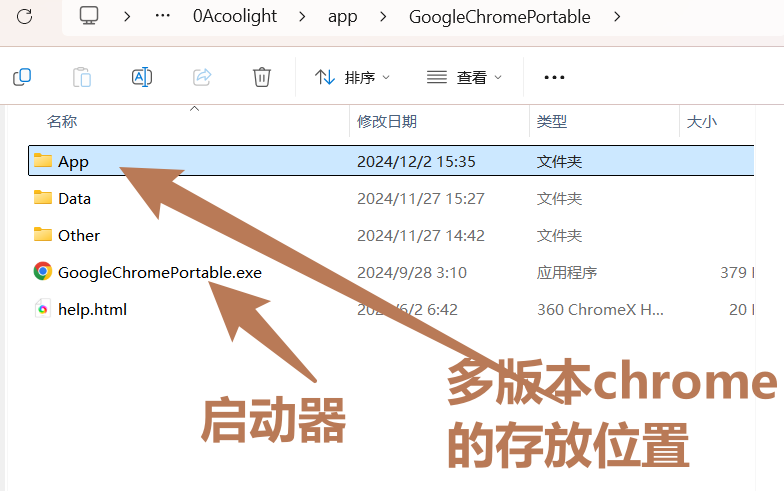 0Acoolight app GoogleChromePortable
排序 查看
名称 修改日期 类型 大小
App 2024/12/2 15:35 文件夹
Data 2024/11/27 15:27 文件夹
Other 2024/11/27 14:42 文件夹
GoogleChromePortable.exe 2024/9/28 3:10 应用程序 379
help.html 6/2 6:42 360 ChromeX H... 20
多版本chrome
启动器
的存放位置